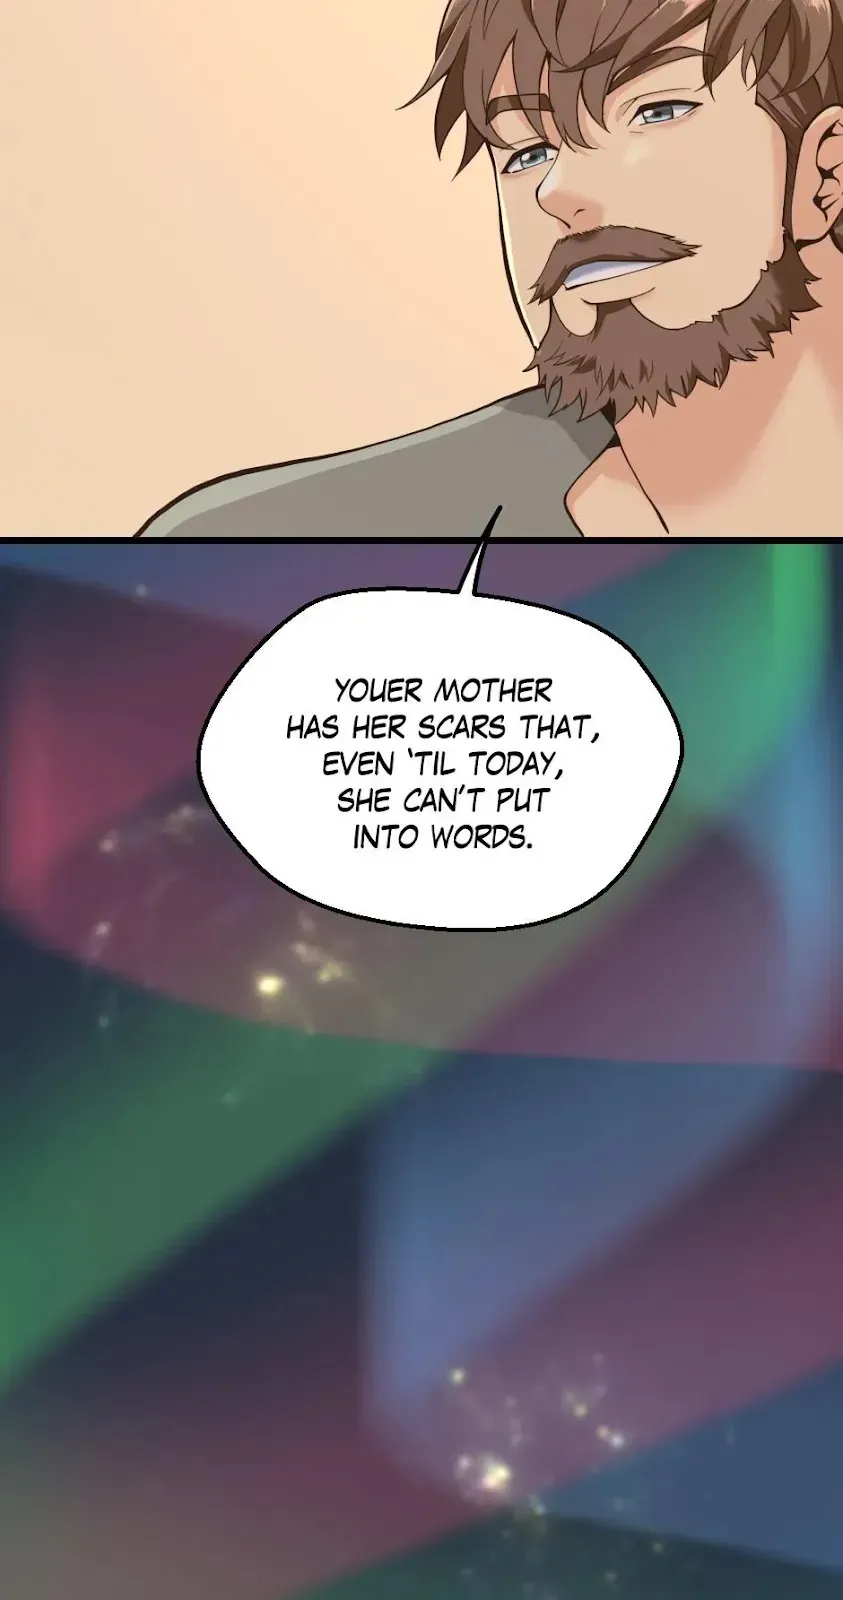 YOUER MOTHER
HAS HER SCARS THAT,
EVEN 'TIL TODAY,
SHE CAN'T PUT
INTO WORDS.